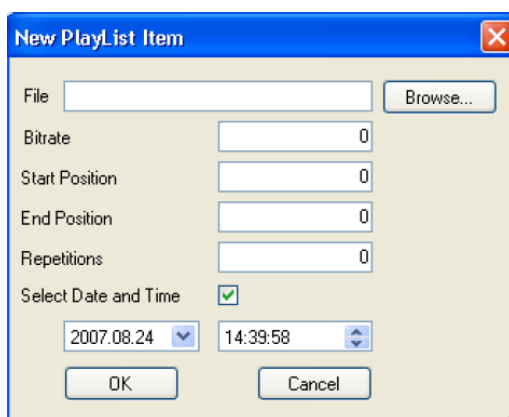 New PlayList Item
File Browse...
Bitrate 0
Start Position 0
End Position 0
Repetitions 0
Select Date and Time
2007.08.24 14:39:58
OK Cancel